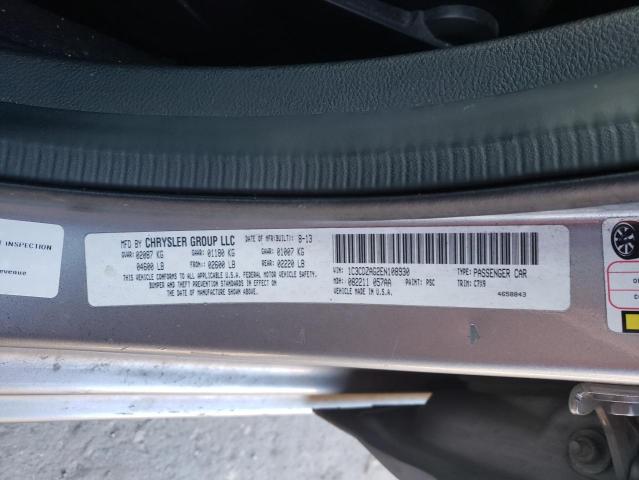 INSPECTION
evenue
MFD BY CHRYSLER GROUP LLC DATE OF MFR(BUILT): 8-13
GVWR: 02087 KG GAWR: 01180 KG GAWR: 01007 KG
04600 LB FRONT: 02600 LB REAR: 02220 LB
THIS VEHICLE CONFORMS TO ALL APPLICABLE U.S.A. FEDERAL MOTOR VEHICLE SAFETY,
BUMPER AND THEFT PREVENTION STANDARDS IN EFFECT ON
THE DATE OF MANUFACTURE SHOWN ABOVE.
VIN: 1C3CDZAG2EN108930 TYPE: PASSENGER CAR
MDH: 082211 057AA PAINT: PSC TRIM: C7X9
VEHICLE MADE IN U.S.A. 4658843